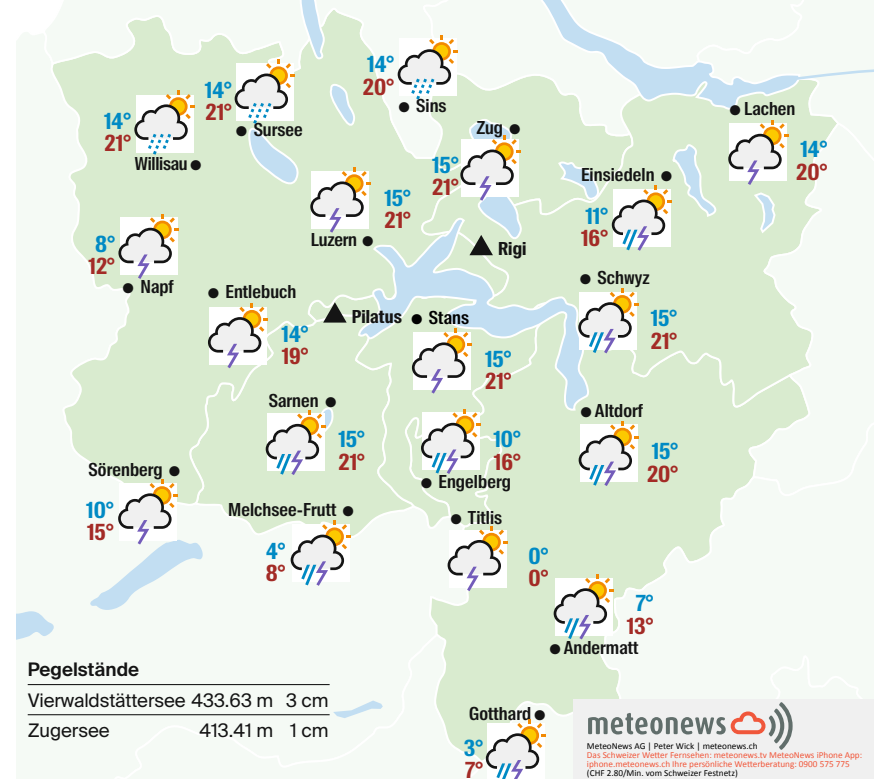 14°
20°
Sins
14°
21°
Sursee
14°
21°
Willisau
Zug
15°
21°
Lachen
14°
20°
Einsiedeln
11°
16°
15°
21°
Luzern
Rigi
8°
12°
Napf
Entlebuch
14°
19°
Pilatus
Stans
15°
21°
Schwyz
15°
21°
Sarnen
15°
21°
10°
16°
Engelberg
Altdorf
15°
20°
Sörenberg
10°
15°
Melchsee-Frutt
4°
8°
Titlis
0°
0°
7°
13°
Andermatt
Gotthard
3°
7°
Pegelstände
Vierwaldstättersee 433.63 m 3 cm
Zugersee 413.41 m 1 cm
meteonews
MeteoNews AG | Peter Wick | meteonews.ch
Das Schweizer Wetter Fernsehen: meteonews.tv MeteoNews iPhone App:
iphone.meteonews.ch Ihre persönliche Wetterberatung: 0900 575 775
(CHF 2.80/Min. vom Schweizer Festnetz)